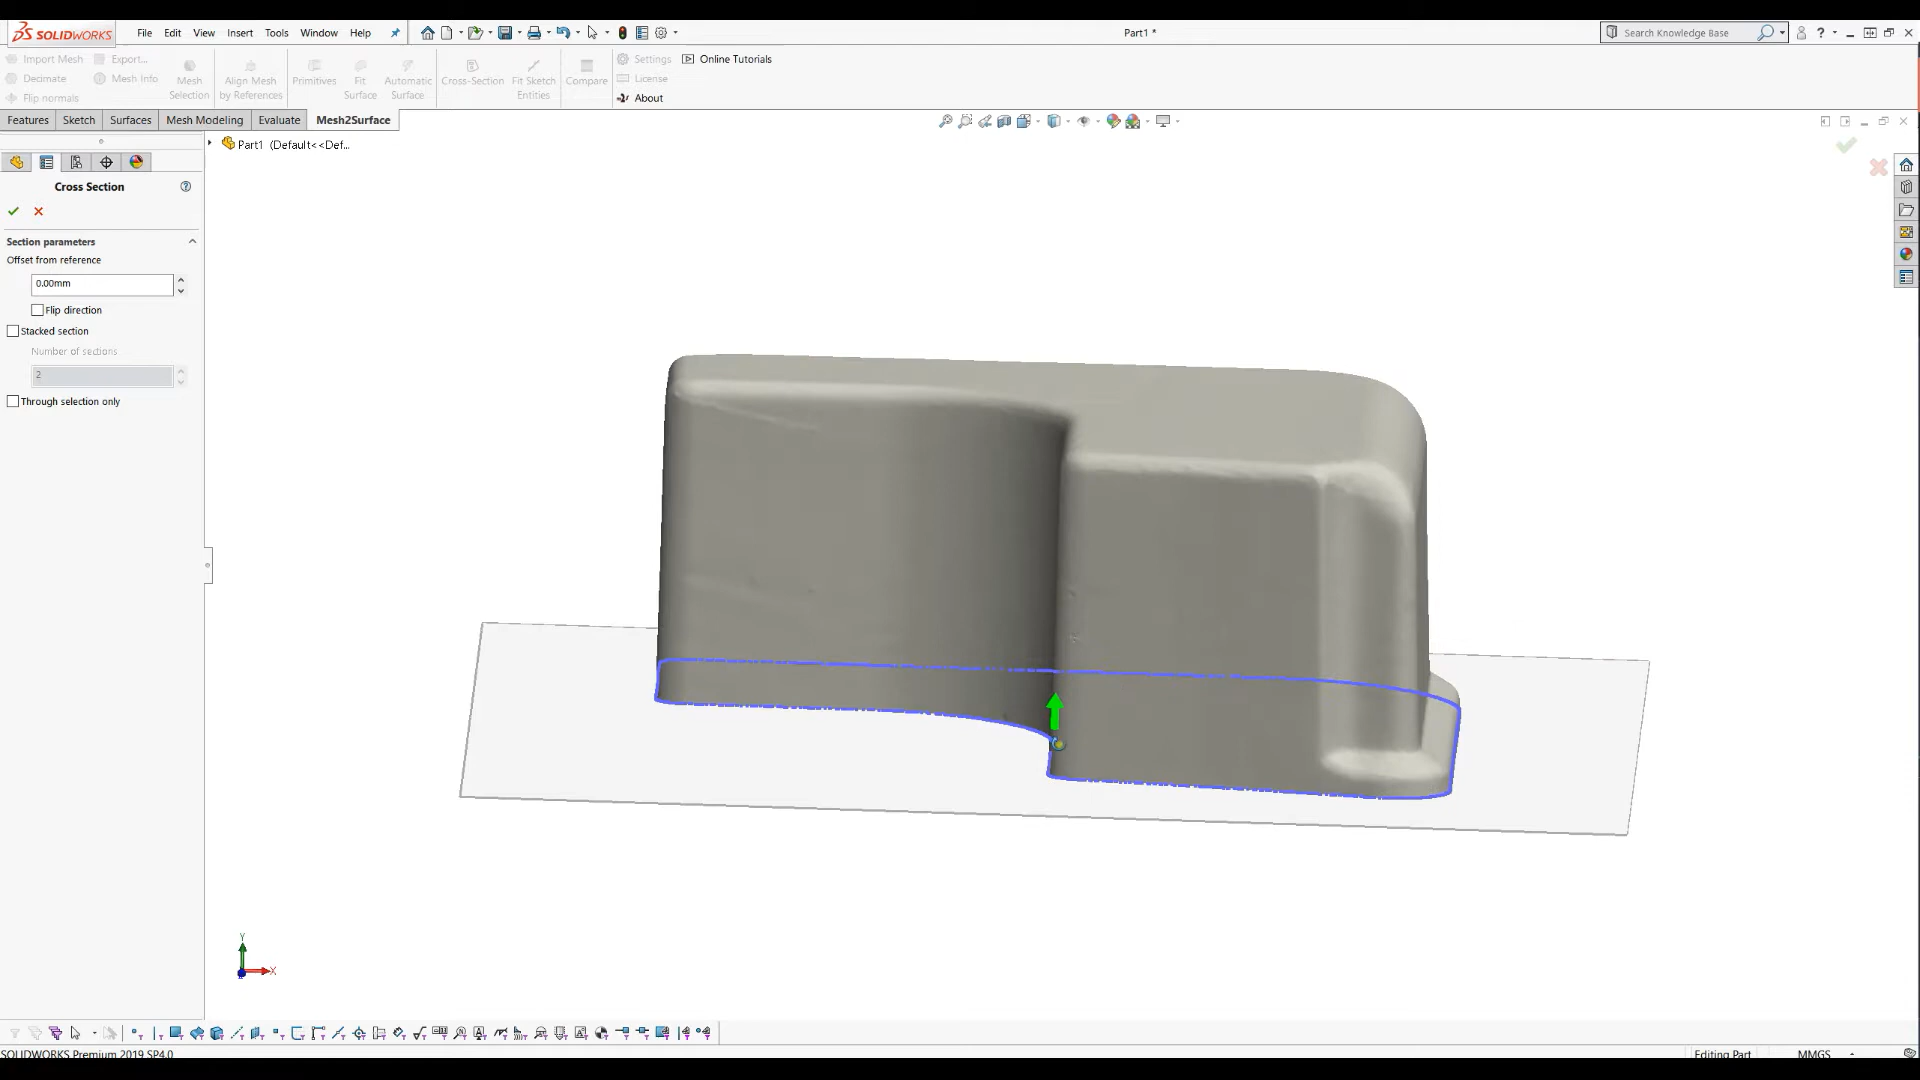 SOLIDWORKS File Edit View Insert Tools Window Help Part1 * Search Knowledge Base
Import Mesh Export... Mesh Selection Align Mesh by References Primitives Fit Surface Automatic Surface Cross-Section Fit Sketch Entities Compare Settings Online Tutorials
Decimate Mesh Info License
Flip normals About
Features Sketch Surfaces Mesh Modeling Evaluate Mesh2Surface
Part1 (Default<<Def...
Cross Section
Section parameters
Offset from reference
0.00mm
Flip direction
Stacked section
Number of sections
2
Through selection only
Y
X
SOLIDWORKS Premium 2019 SP4.0 Editing Part MMGS